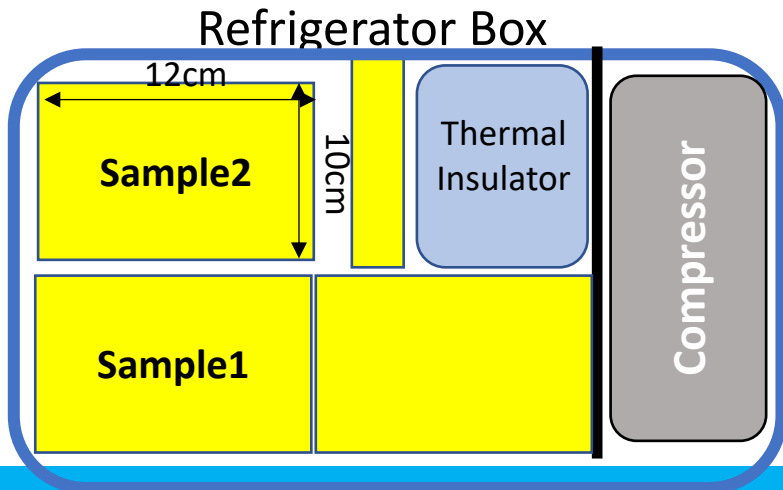 Refrigerator Box
12cm
Sample2
10cm
Thermal
Insulator
Compressor
Sample1